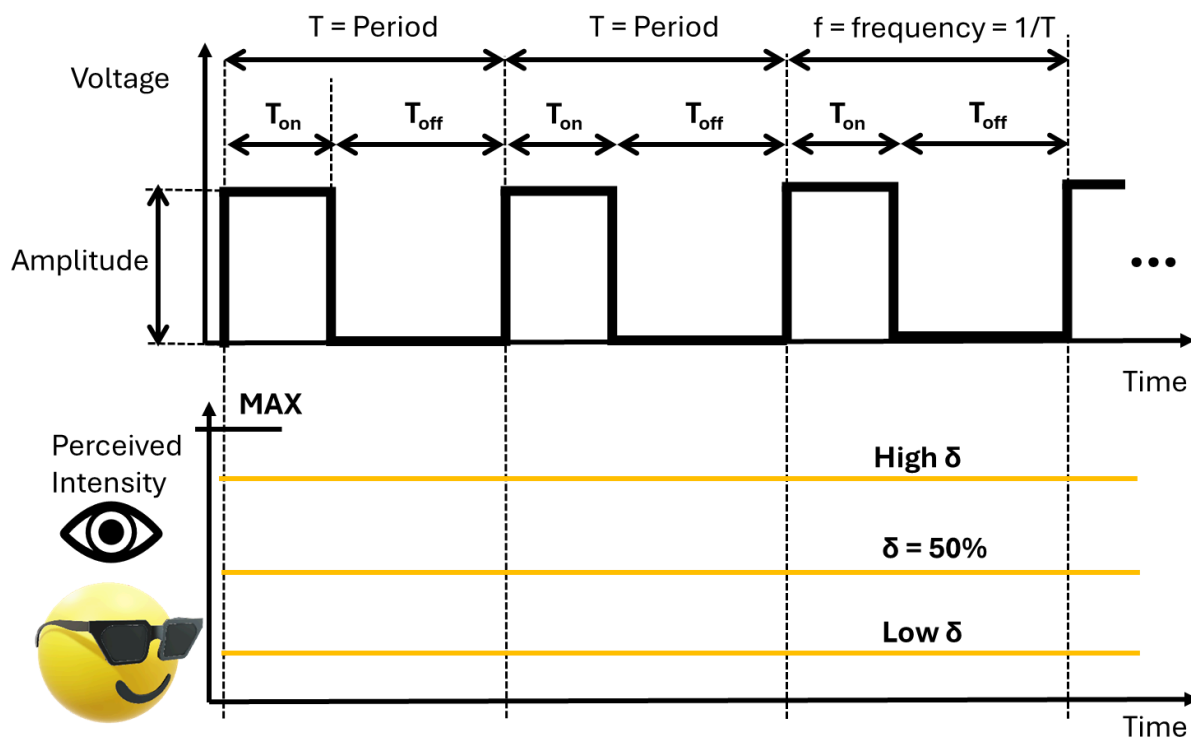 T = Period
T = Period
f = frequency = 1/T
Voltage
Ton
Toff
Ton
Toff
Ton
Toff
Amplitude
...
Time
MAX
Perceived
Intensity
High δ
δ = 50%
Low δ
Time